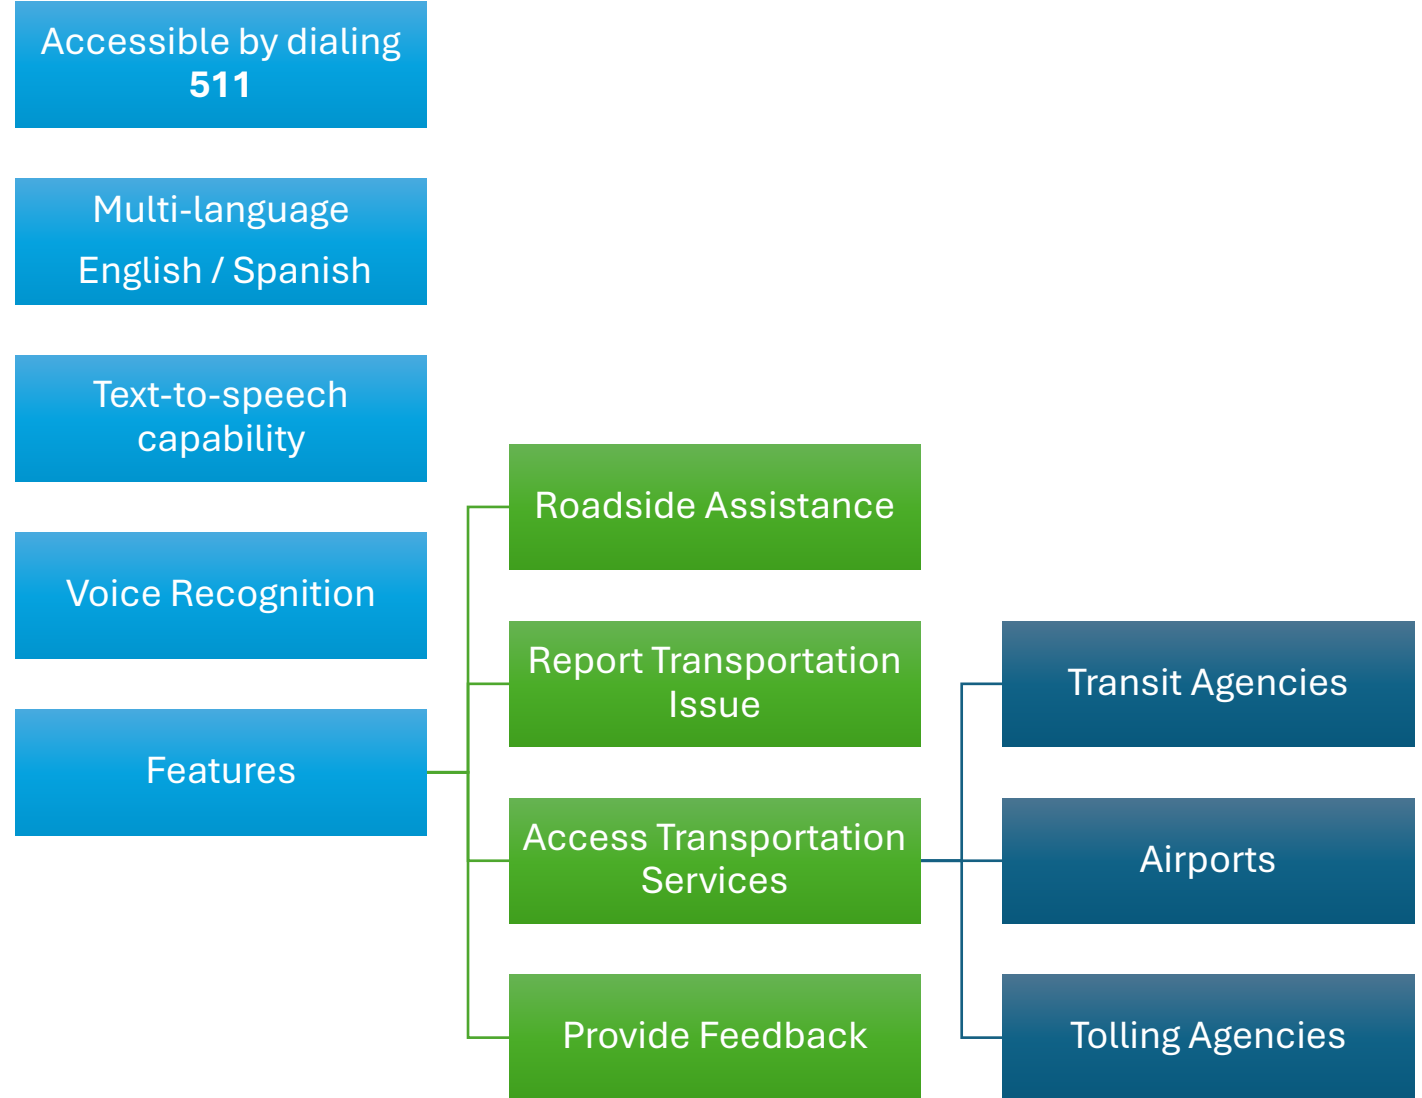 Accessible by dialing
511
Multi-language
English / Spanish
Text-to-speech
capability
Voice Recognition
Features
Roadside Assistance
Report Transportation
Issue
Access Transportation
Services
Provide Feedback
Transit Agencies
Airports
Tolling Agencies